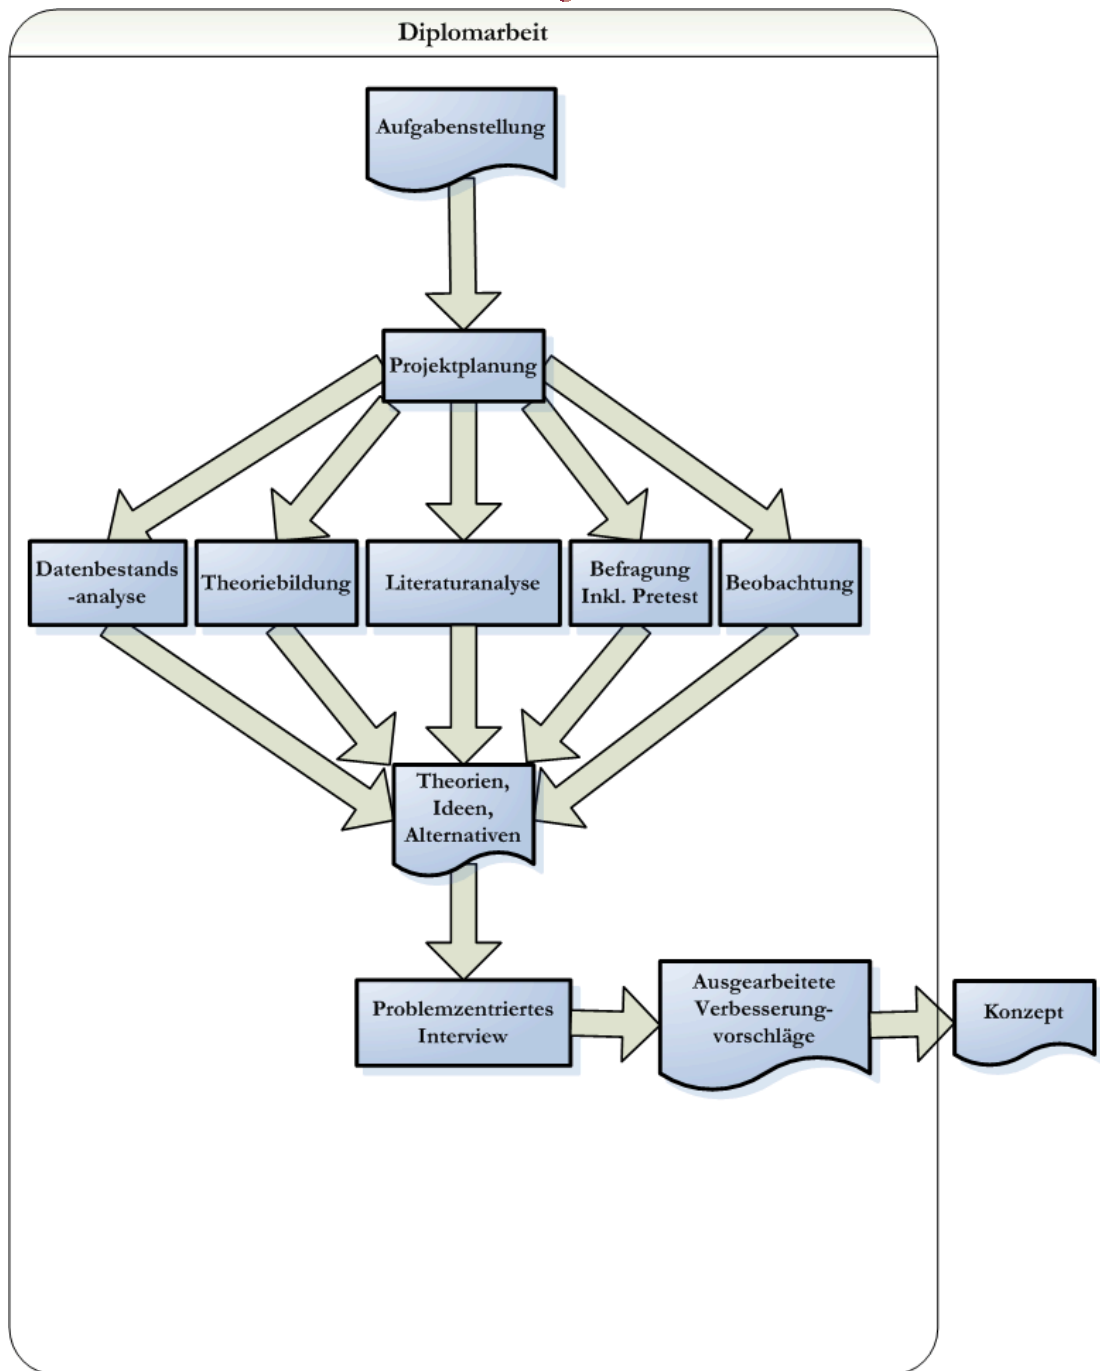 Diplomarbeit
Aufgabenstellung
Projektplanung
Datenbestands
-analyse
Theoriebildung
Literaturanalyse
Befragung
Inkl. Pretest
Beobachtung
Theorien,
Ideen,
Alternativen
Problemzentriertes
Interview
Ausgearbeitete
Verbesserung-
vorschläge
Konzept